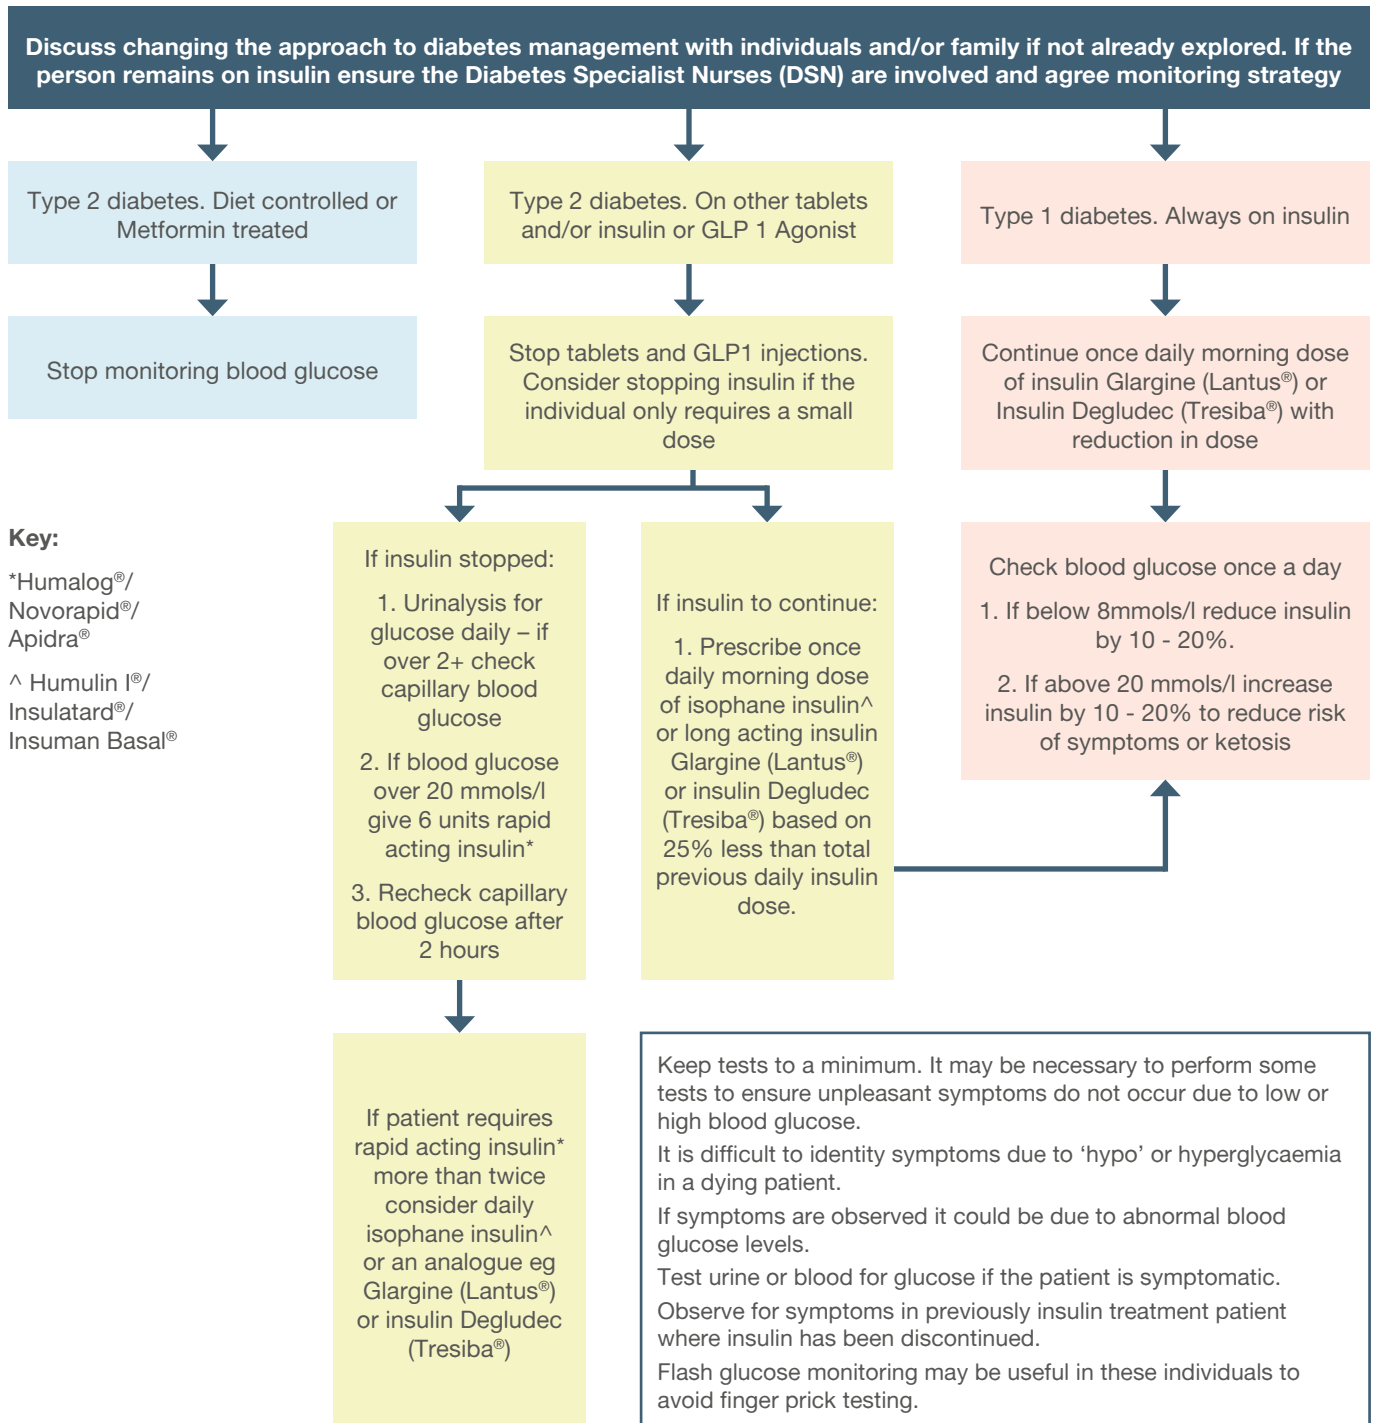 Discuss changing the approach to diabetes management with individuals and/or family if not already explored. If the
person remains on insulin ensure the Diabetes Specialist Nurses (DSN) are involved and agree monitoring strategy
Type 2 diabetes. Diet controlled or
Metformin treated
Type 2 diabetes. On other tablets
and/or insulin or GLP 1 Agonist
Type 1 diabetes. Always on insulin
Stop monitoring blood glucose
Stop tablets and GLP1 injections.
Consider stopping insulin if the
individual only requires a small
dose
Continue once daily morning dose
of insulin Glargine (Lantus®) or
Insulin Degludec (Tresiba®) with
reduction in dose
Key:
*Humalog®/
Novorapid®/
Apidra®
^ Humulin I®/
Insulatard®/
Insuman Basal®
If insulin stopped:
1. Urinalysis for
glucose daily – if
over 2+ check
capillary blood
glucose
2. If blood glucose
over 20 mmols/l
give 6 units rapid
acting insulin*
3. Recheck capillary
blood glucose after
2 hours
If insulin to continue:
1. Prescribe once
daily morning dose
of isophane insulin^
or long acting insulin
Glargine (Lantus®)
or insulin Degludec
(Tresiba®) based on
25% less than total
previous daily insulin
dose.
Check blood glucose once a day
1. If below 8mmols/l reduce insulin
by 10 - 20%.
2. If above 20 mmols/l increase
insulin by 10 - 20% to reduce risk
of symptoms or ketosis
If patient requires
rapid acting insulin*
more than twice
consider daily
isophane insulin^
or an analogue eg
Glargine (Lantus®)
or insulin Degludec
(Tresiba®)
Keep tests to a minimum. It may be necessary to perform some
tests to ensure unpleasant symptoms do not occur due to low or
high blood glucose.
It is difficult to identity symptoms due to ‘hypo’ or hyperglycaemia
in a dying patient.
If symptoms are observed it could be due to abnormal blood
glucose levels.
Test urine or blood for glucose if the patient is symptomatic.
Observe for symptoms in previously insulin treatment patient
where insulin has been discontinued.
Flash glucose monitoring may be useful in these individuals to
avoid finger prick testing.